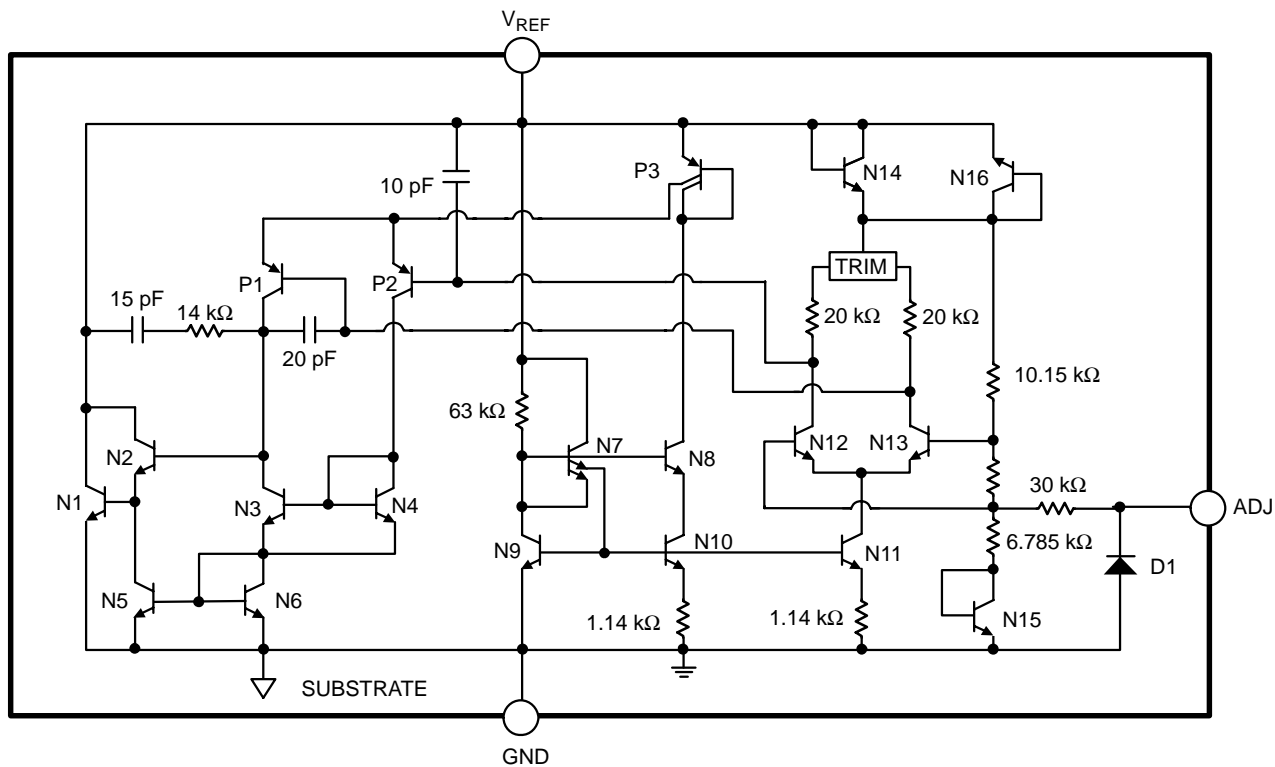 VREF
P3
N14
N16
10 pF
TRIM
P1
P2
15 pF
14 kΩ
20 kΩ
20 kΩ
20 pF
10.15 kΩ
63 kΩ
N2
N7
N8
N12
N13
N1
N3
N4
30 kΩ
ADJ
N9
N10
N11
6.785 kΩ
D1
N5
N6
1.14 kΩ
1.14 kΩ
N15
SUBSTRATE
GND